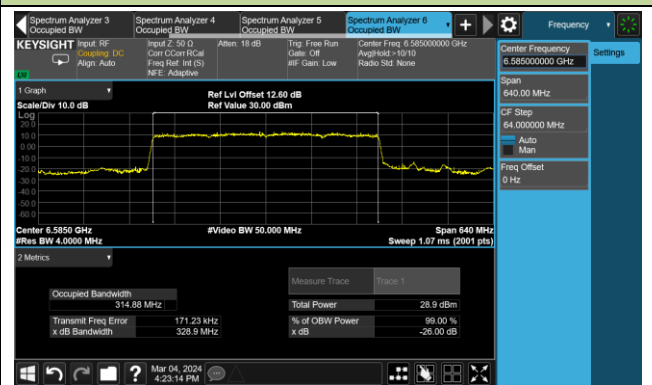 Spectrum Analyzer 3 Occupied BW
Spectrum Analyzer 4 Occupied BW
Spectrum Analyzer 5 Occupied BW
Spectrum Analyzer 6 Occupied BW
+
Frequency
KEYSIGHT
Input: RF
Coupling: DC
Align: Auto
Input Z: 50 Ω
Corr CCorr RCal
Freq Ref: Int (S)
NFE: Adaptive
Atten: 18 dB
Trig: Free Run
Gate: Off
#IF Gain: Low
Center Freq: 6.585000000 GHz
Avg|Hold:>10/10
Radio Std: None
1 Graph
Scale/Div 10.0 dB
Ref Lvl Offset 12.60 dB
Ref Value 30.00 dBm
Log
20.0
10.0
0.00
-10.0
-20.0
-30.0
-40.0
-50.0
-60.0
Center 6.5850 GHz
#Res BW 4.0000 MHz
#Video BW 50.000 MHz
Span 640 MHz
Sweep 1.07 ms (2001 pts)
2 Metrics
Measure Trace
Trace 1
Occupied Bandwidth
314.88 MHz
Total Power
28.9 dBm
Transmit Freq Error
171.23 kHz
% of OBW Power
99.00 %
x dB Bandwidth
328.9 MHz
x dB
-26.00 dB
Center Frequency
6.585000000 GHz
Settings
Span
640.00 MHz
CF Step
64.000000 MHz
Auto
Man
Freq Offset
0 Hz
?
Mar 04, 2024
4:23:14 PM